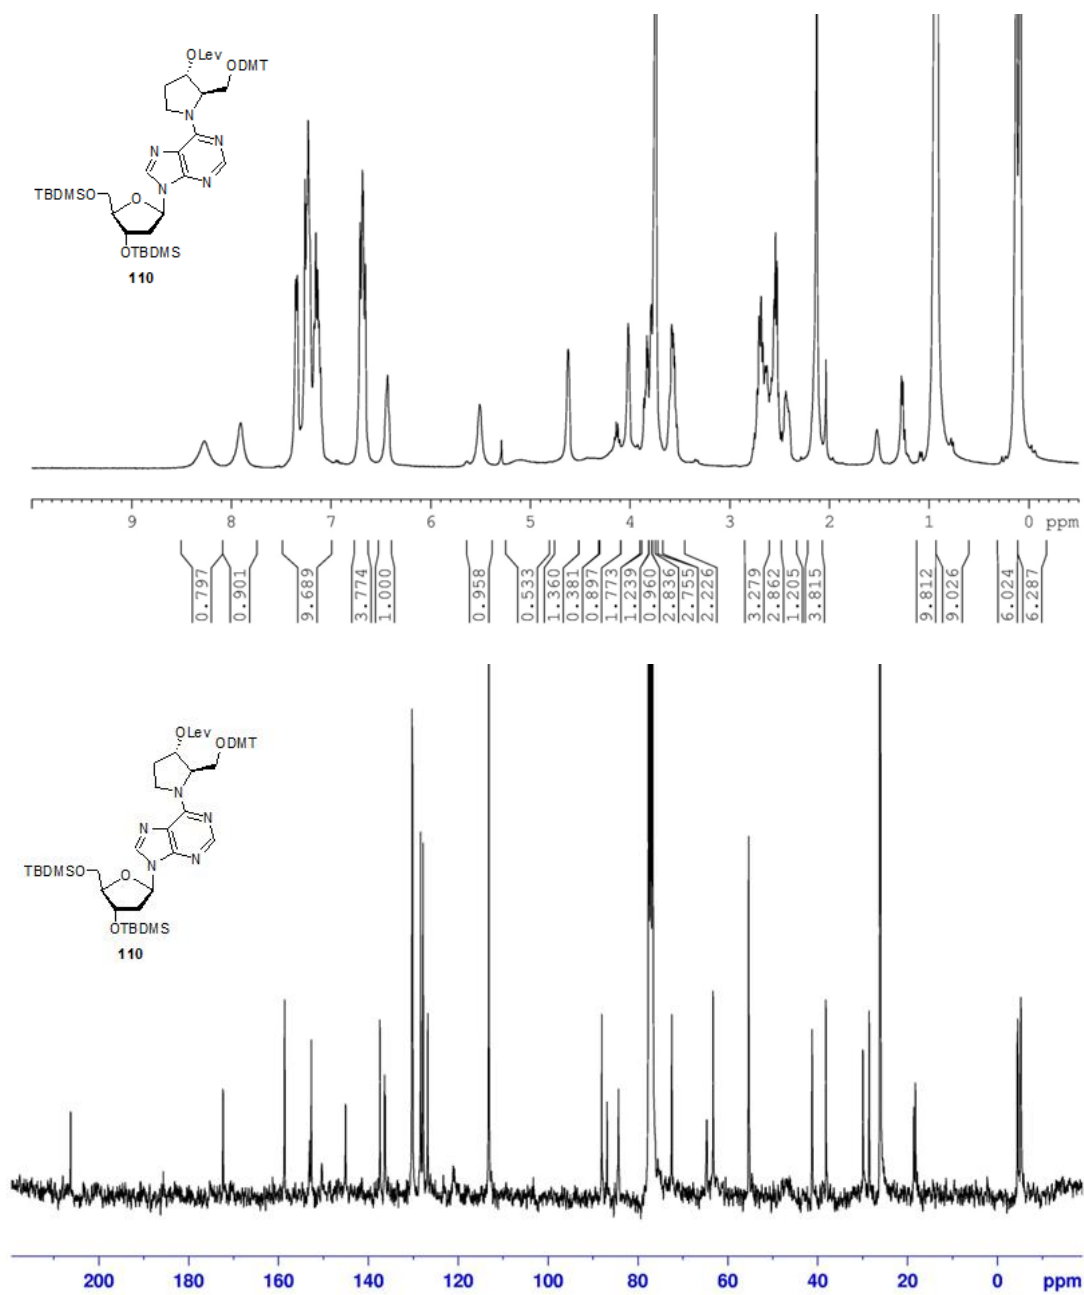 OLev
ODMT
N
N
N
N
N
N
TBDMSO
O
OTBDMS
110
9 8 7 6 5 4 3 2 1 0 ppm
0.797
0.901
9.689
3.774
1.000
0.958
0.533
1.360
0.381
0.897
1.773
1.239
0.960
2.836
2.755
2.226
3.279
2.862
1.205
3.815
9.812
9.026
6.024
6.287
OLev
ODMT
N
N
N
N
N
TBDMSO
O
N
OTBDMS
110
200 180 160 140 120 100 80 60 40 20 0 ppm